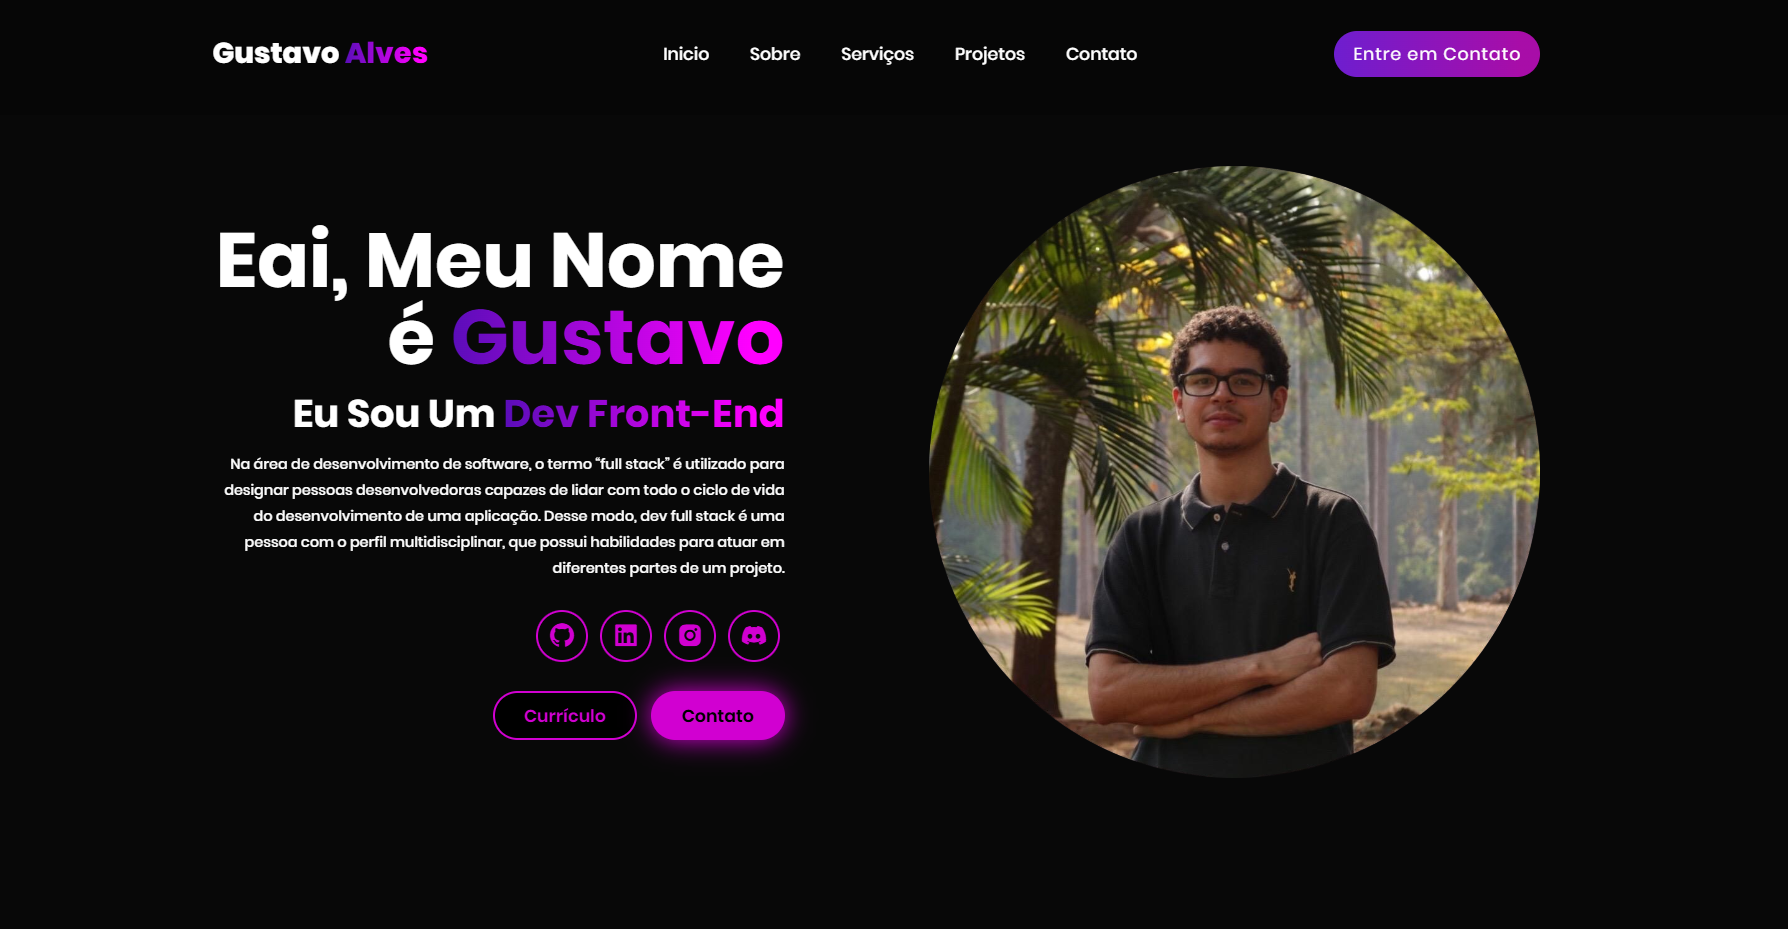 Gustavo Alves
Inicio
Sobre
Serviços
Projetos
Contato
Entre em Contato
Eai, Meu Nome
é Gustavo
Eu Sou Um Dev Front-End
Na área de desenvolvimento de software, o termo “full stack” é utilizado para
designar pessoas desenvolvedoras capazes de lidar com todo o ciclo de vida
do desenvolvimento de uma aplicação. Desse modo, dev full stack é uma
pessoa com o perfil multidisciplinar, que possui habilidades para atuar em
diferentes partes de um projeto.
in
Currículo
Contato